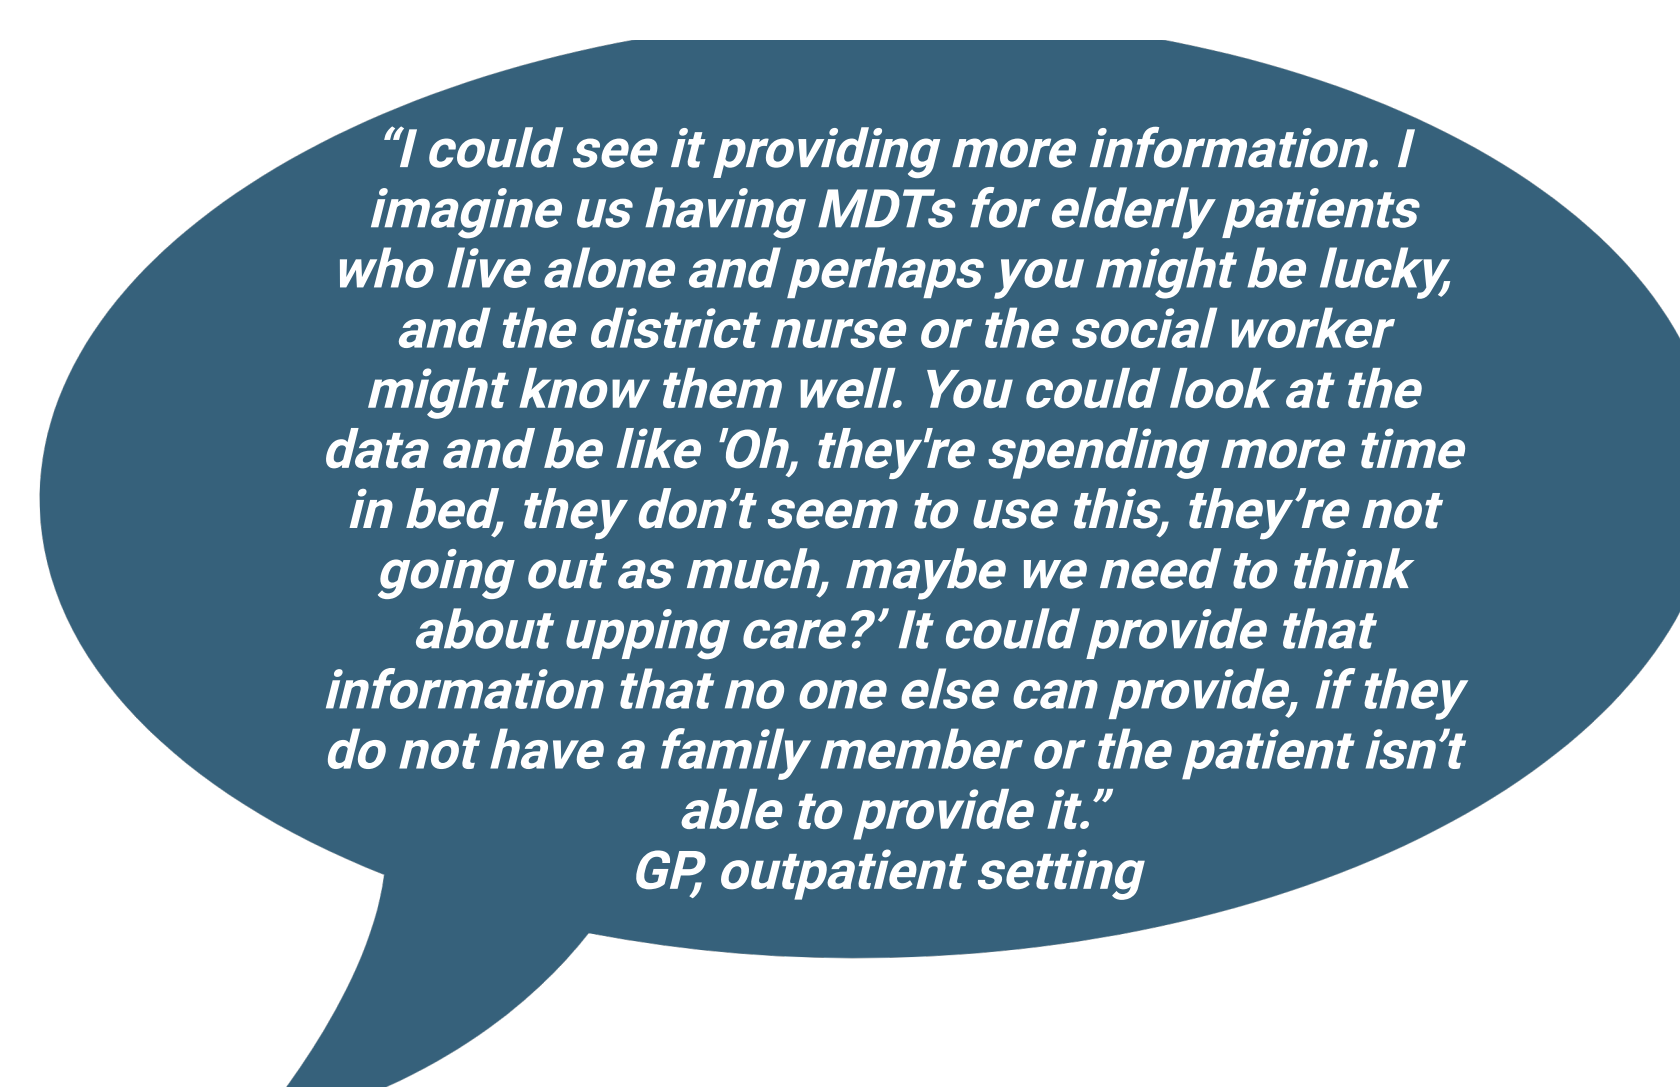 “I could see it providing more information. I
imagine us having MDTs for elderly patients
who live alone and perhaps you might be lucky,
and the district nurse or the social worker
might know them well. You could look at the
data and be like 'Oh, they're spending more time
in bed, they don’t seem to use this, they’re not
going out as much, maybe we need to think
about upping care?’ It could provide that
information that no one else can provide, if they
do not have a family member or the patient isn’t
able to provide it.”
GP, outpatient setting